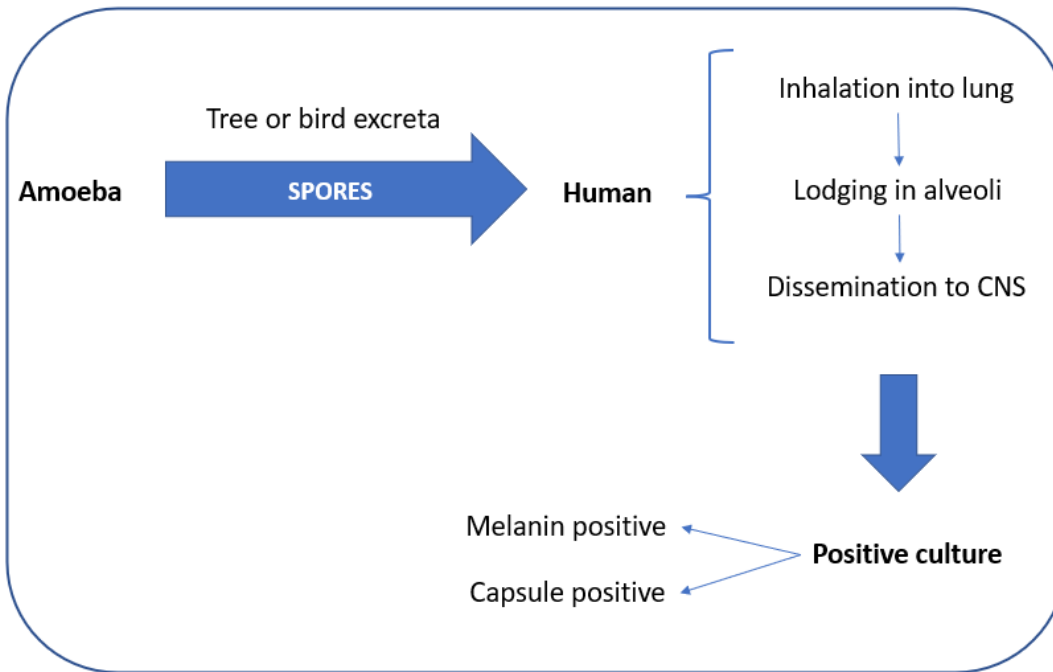 Inhalation into lung
Tree or bird excreta
Amoeba
SPORES
Human
Lodging in alveoli
Dissemination to CNS
Melanin positive
Positive culture
Capsule positive